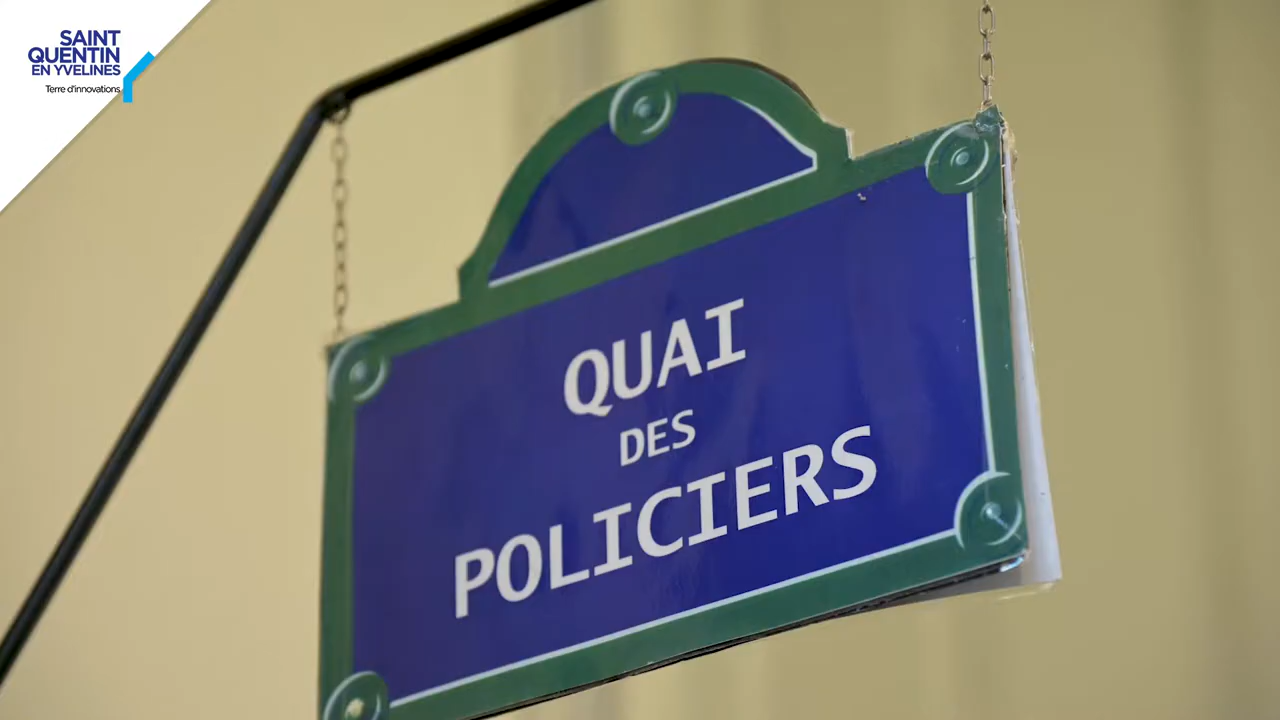 SAINT
QUENTIN
EN YVELINES
Terre d'innovations
QUAI
DES
POLICIERS